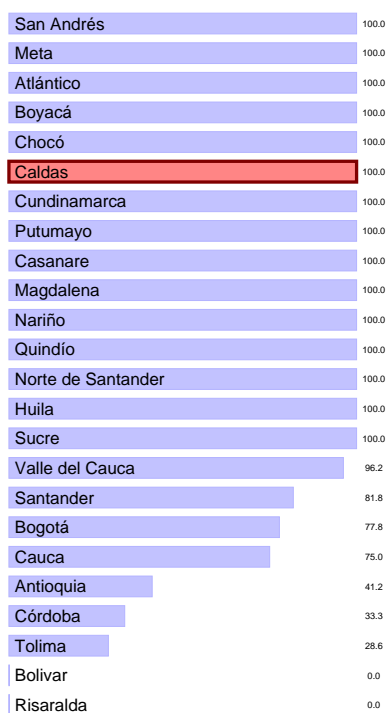 San Andrés 100.0
Meta 100.0
Atlántico 100.0
Boyacá 100.0
Chocó 100.0
Caldas 100.0
Cundinamarca 100.0
Putumayo 100.0
Casanare 100.0
Magdalena 100.0
Nariño 100.0
Quindío 100.0
Norte de Santander 100.0
Huila 100.0
Sucre 100.0
Valle del Cauca 96.2
Santander 81.8
Bogotá 77.8
Cauca 75.0
Antioquia 41.2
Córdoba 33.3
Tolima 28.6
Bolivar 0.0
Risaralda 0.0